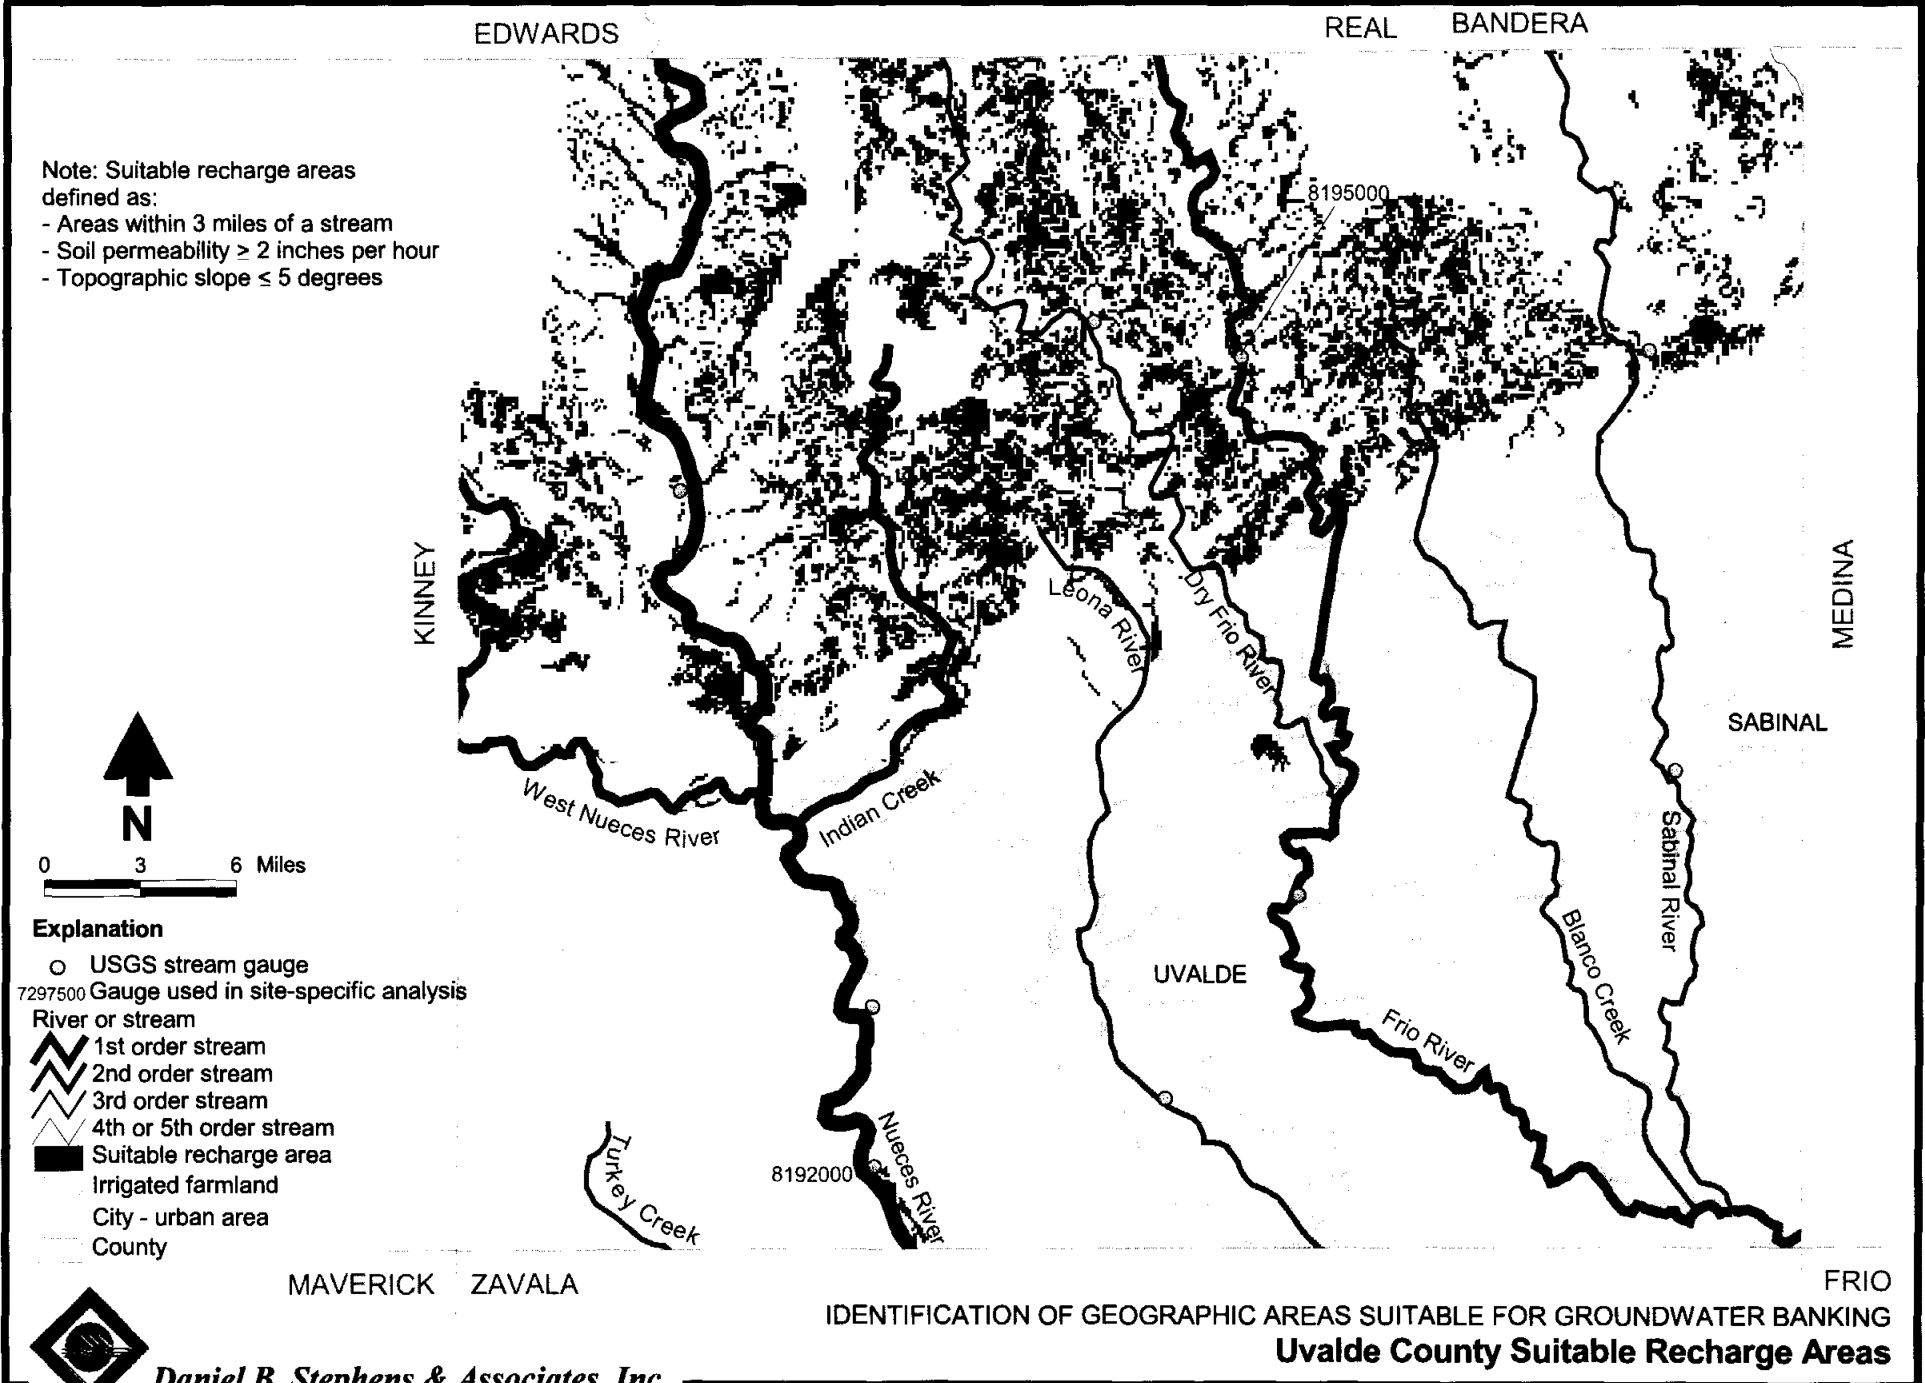 EDWARDS
REAL
BANDERA
Note: Suitable recharge areas
defined as:
- Areas within 3 miles of a stream
- Soil permeability ≥ 2 inches per hour
- Topographic slope ≤ 5 degrees
8195000
KINNEY
MEDINA
Leona River
Dry Frio River
SABINAL
West Nueces River
Indian Creek
Sabinal River
N
0 3 6 Miles
Explanation
USGS stream gauge
7297500 Gauge used in site-specific analysis
River or stream
1st order stream
2nd order stream
3rd order stream
4th or 5th order stream
Suitable recharge area
Irrigated farmland
City - urban area
County
UVALDE
Blanco Creek
Frio River
Nueces River
8192000
Turkey Creek
MAVERICK
ZAVALA
FRIO
IDENTIFICATION OF GEOGRAPHIC AREAS SUITABLE FOR GROUNDWATER BANKING
Uvalde County Suitable Recharge Areas
Daniel B. Stephens & Associates, Inc.